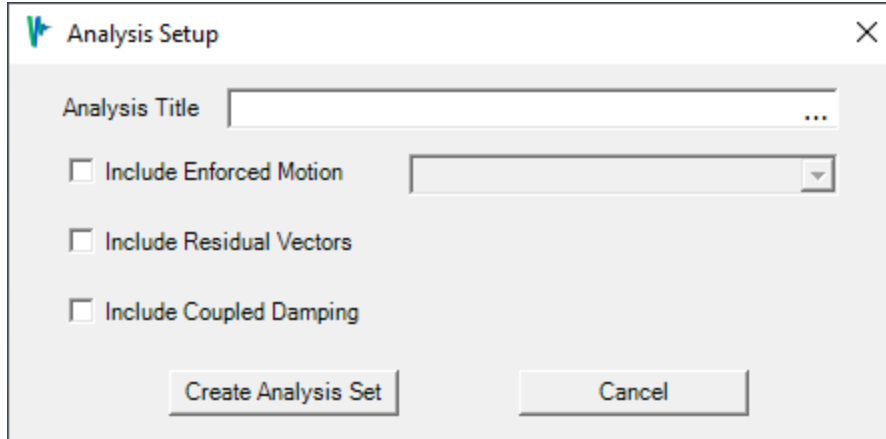 Analysis Setup
Analysis Title ...
Include Enforced Motion
Include Residual Vectors
Include Coupled Damping
Create Analysis Set Cancel